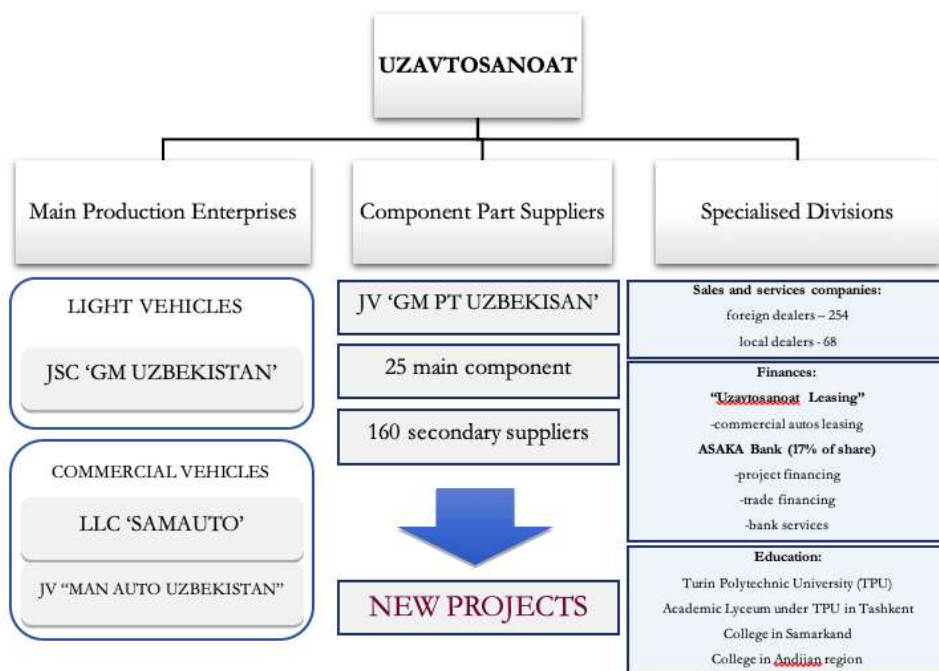 UZAVTOSANOAT
Main Production Enterprises
LIGHT VEHICLES
JSC ‘GM UZBEKISTAN’
COMMERCIAL VEHICLES
LLC ‘SAMAUTO’
JV “MAN AUTO UZBEKISTAN”
Component Part Suppliers
JV ‘GM PT UZBEKISAN’
25 main component
160 secondary suppliers
NEW PROJECTS
Specialised Divisions
Sales and services companies:
foreign dealers – 254
local dealers - 68
Finances:
“Uzavtosanoat Leasing”
-commercial autos leasing
ASAKA Bank (17% of share)
-project financing
-trade financing
-bank services
Education:
Turin Polytechnic University (TPU)
Academic Lyceum under TPU in Tashkent
College in Samarkand
College in Andijan region